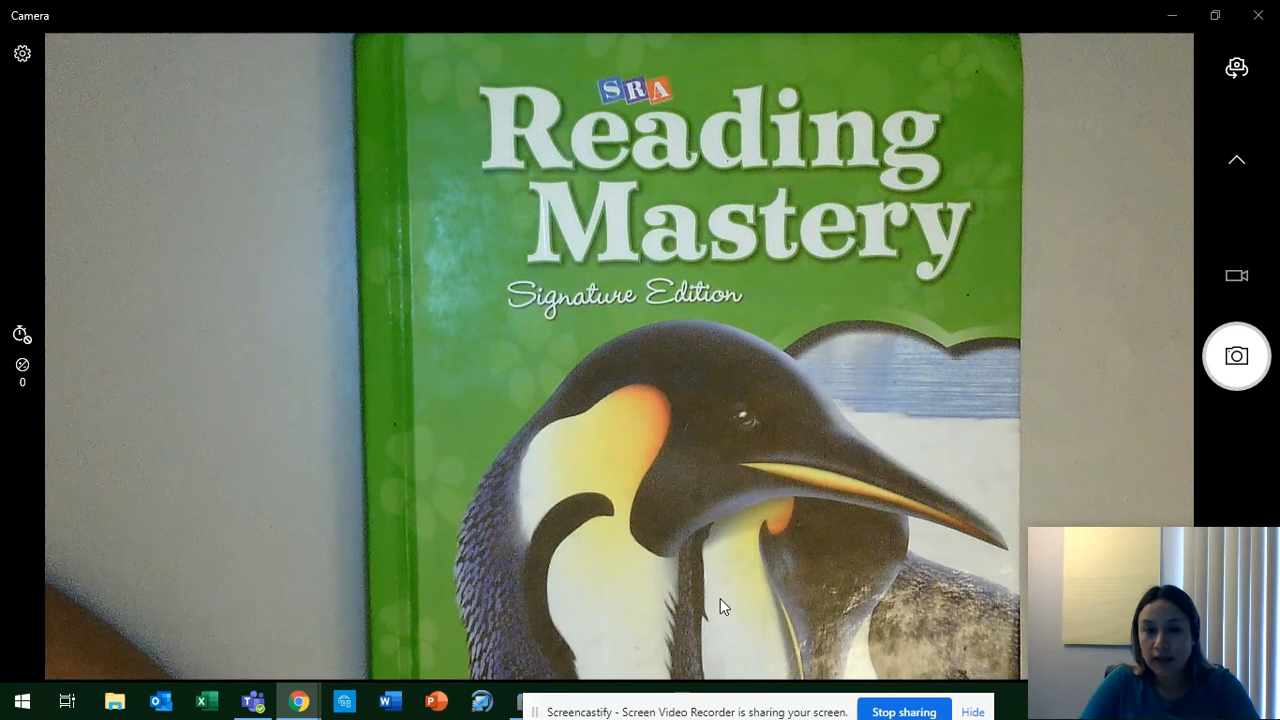 Camera
SRA
Reading
Mastery
Signature Edition
0
Screencastify - Screen Video Recorder is sharing your screen.
Stop sharing
Hide